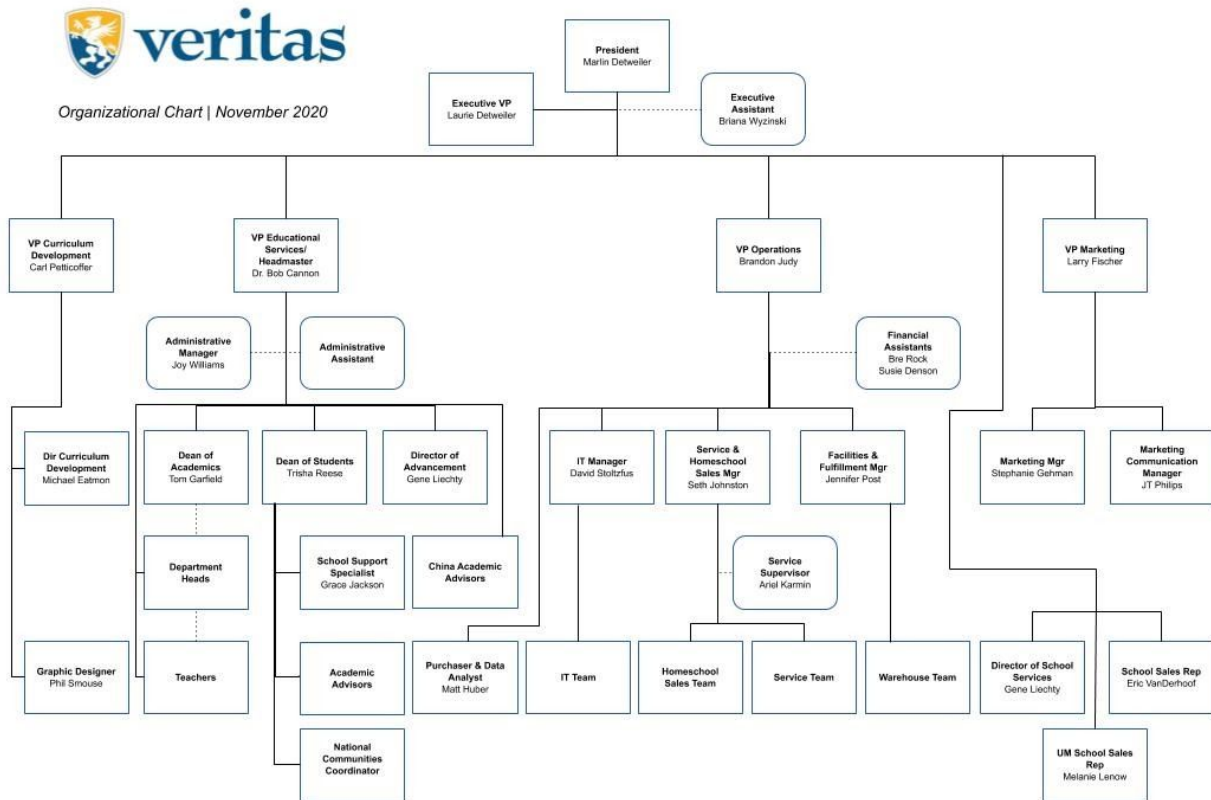 veritas
Organizational Chart | November 2020
President
Marlin Detweiler
Executive VP
Laurie Detweiler
Executive
Assistant
Briana Wyzinski
VP Curriculum
Development
Carl Petticoffer
VP Educational
Services/
Headmaster
Dr. Bob Cannon
VP Operations
Brandon Judy
VP Marketing
Larry Fischer
Administrative
Manager
Joy Williams
Administrative
Assistant
Financial
Assistants
Bre Rock
Susie Denson
Dir Curriculum
Development
Michael Eatmon
Dean of
Academics
Tom Garfield
Dean of Students
Trisha Reese
Director of
Advancement
Gene Liechty
IT Manager
David Stoltzfus
Service &
Homeschool
Sales Mgr
Seth Johnston
Facilities &
Fulfillment Mgr
Jennifer Post
Marketing Mgr
Stephanie Gehman
Marketing
Communication
Manager
JT Philips
Department
Heads
School Support
Specialist
Grace Jackson
China Academic
Advisors
Service
Supervisor
Ariel Karmin
Graphic Designer
Phil Smouse
Teachers
Academic
Advisors
Purchaser & Data
Analyst
Matt Huber
IT Team
Homeschool
Sales Team
Service Team
Warehouse Team
Director of School
Services
Gene Liechty
School Sales Rep
Eric VanDerhoof
National
Communities
Coordinator
UM School Sales
Rep
Melanie Lenow